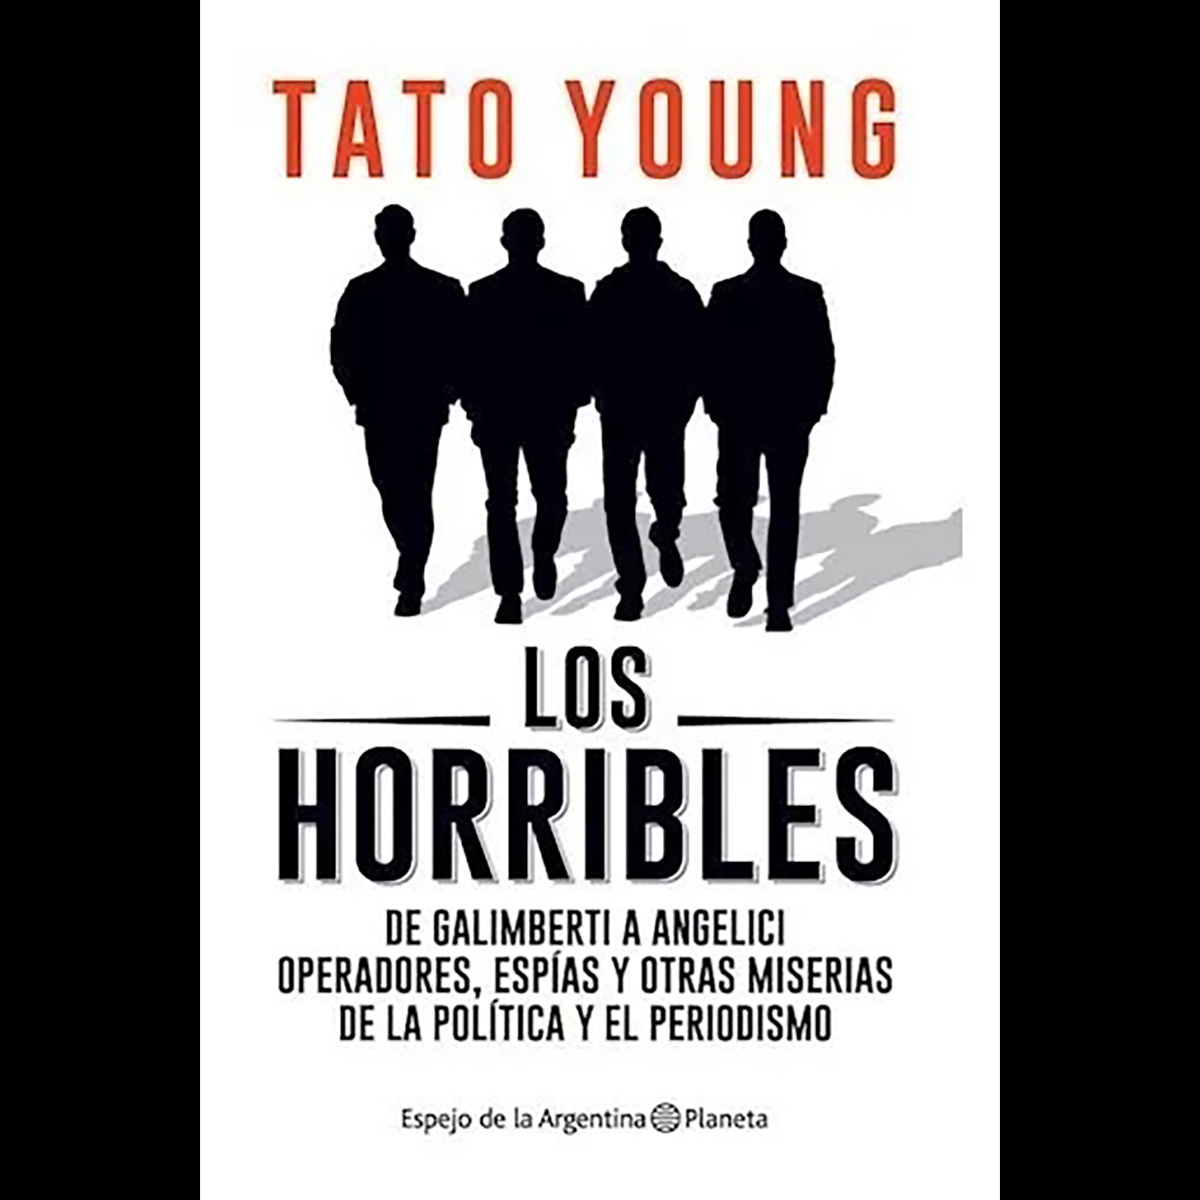 TATO YOUNG
LOS
HORRIBLES
DE GALIMBERTI A ANGELICI
OPERADORES, ESPÍAS Y OTRAS MISERIAS
DE LA POLÍTICA Y EL PERIODISMO
Espejo de la Argentina Planeta